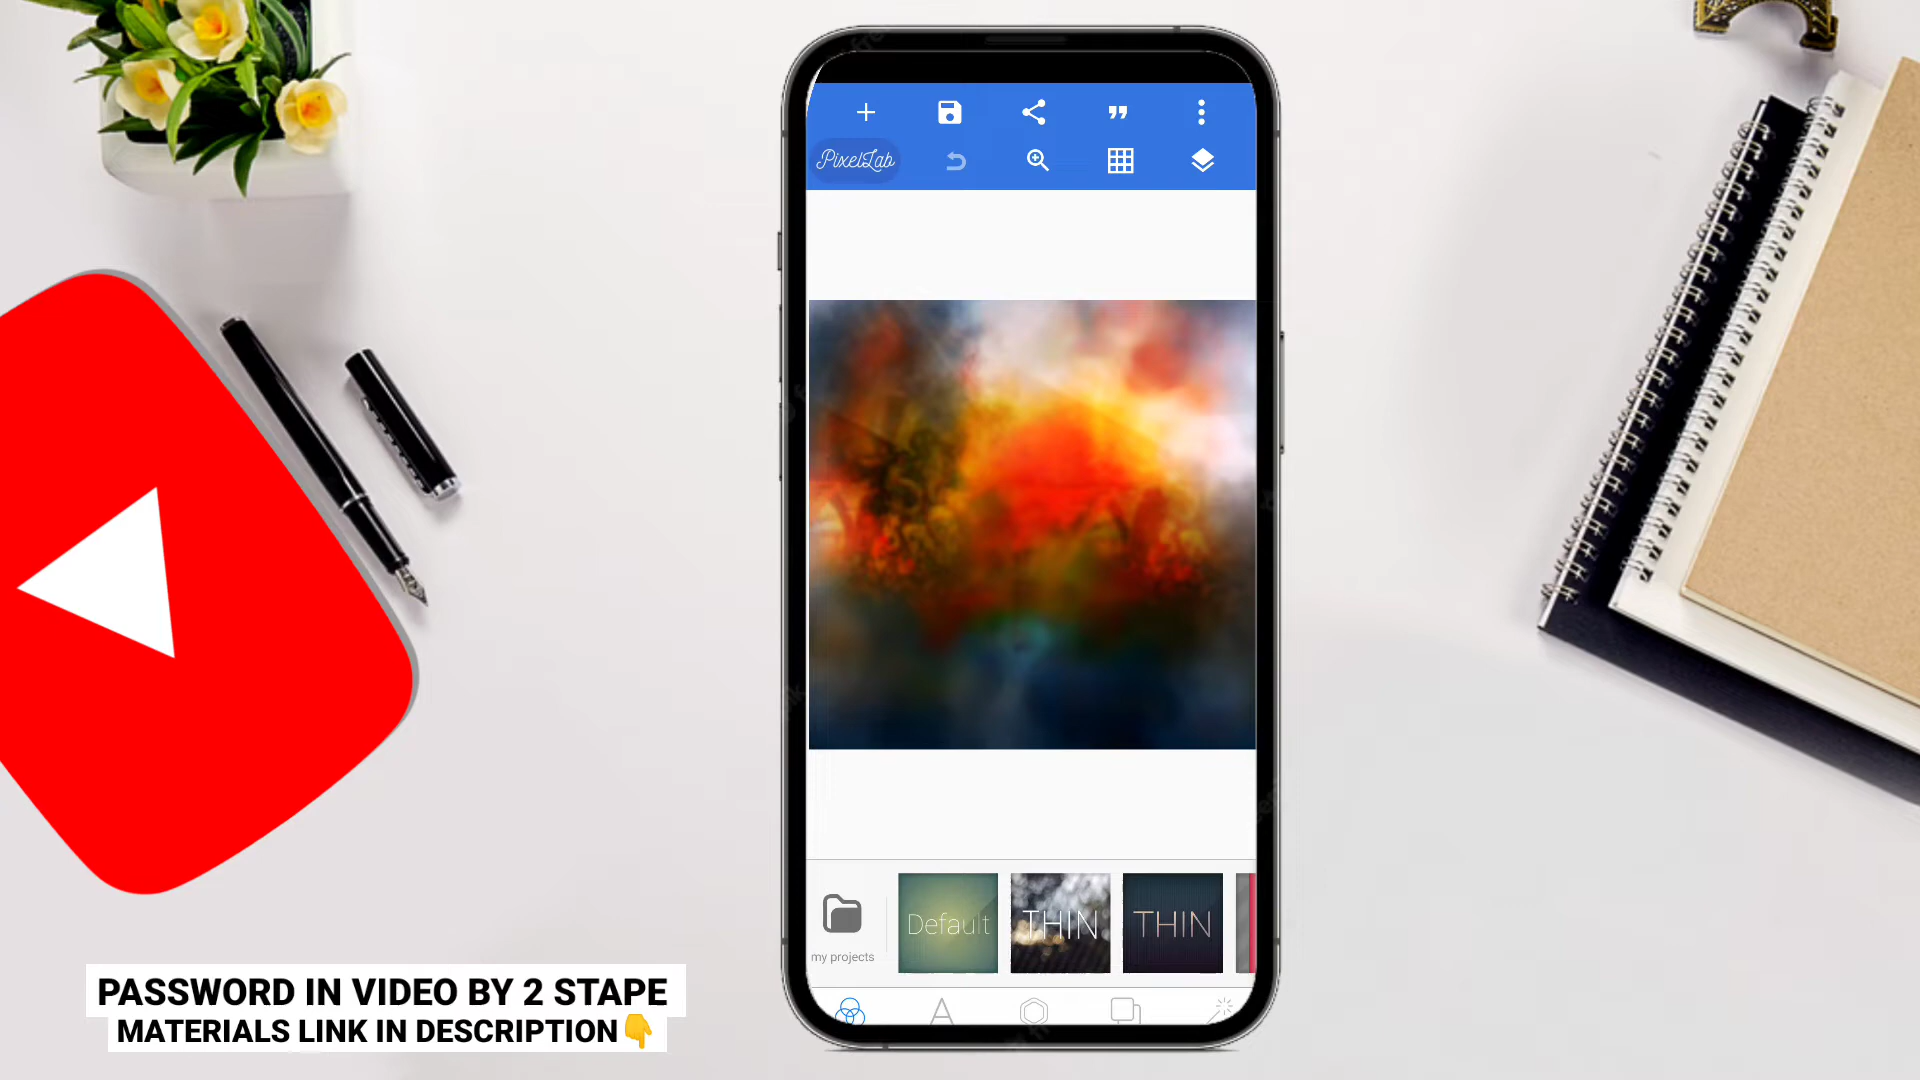 PixelLab
Default
THIN
THIN
my projects
PASSWORD IN VIDEO BY 2 STAPE
MATERIALS LINK IN DESCRIPTION👇